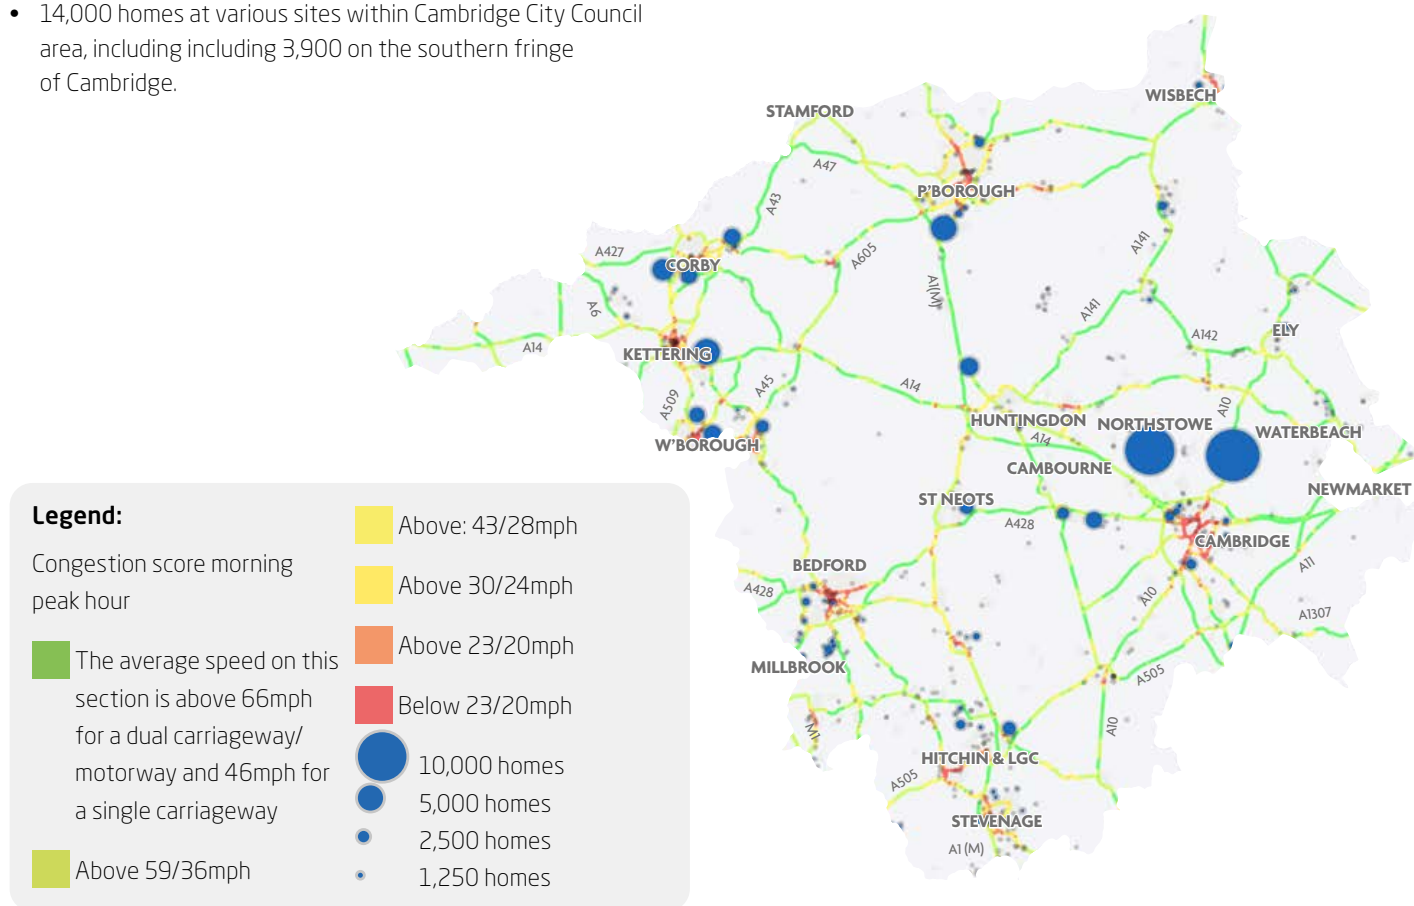 • 14,000 homes at various sites within Cambridge City Council
area, including including 3,900 on the southern fringe
of Cambridge.
WISBECH
STAMFORD
A47
P'BOROUGH
A43
A427
CORBY
A605
A141
A1(M)
A6
A141
A14
KETTERING
A142
ELY
A509
A45
A14
A10
HUNTINGDON
NORTHSTOWE
WATERBEACH
W'BOROUGH
A14
CAMBOURNE
NEWMARKET
ST NEOTS
A428
CAMBRIDGE
BEDFORD
A428
A10
A11
A1307
MILLBROOK
A505
M1
A10
HITCHIN & LGC
A505
STEVENAGE
A1 (M)
Legend:
Congestion score morning
peak hour
The average speed on this
section is above 66mph
for a dual carriageway/
motorway and 46mph for
a single carriageway
Above 59/36mph
Above: 43/28mph
Above 30/24mph
Above 23/20mph
Below 23/20mph
10,000 homes
5,000 homes
2,500 homes
1,250 homes